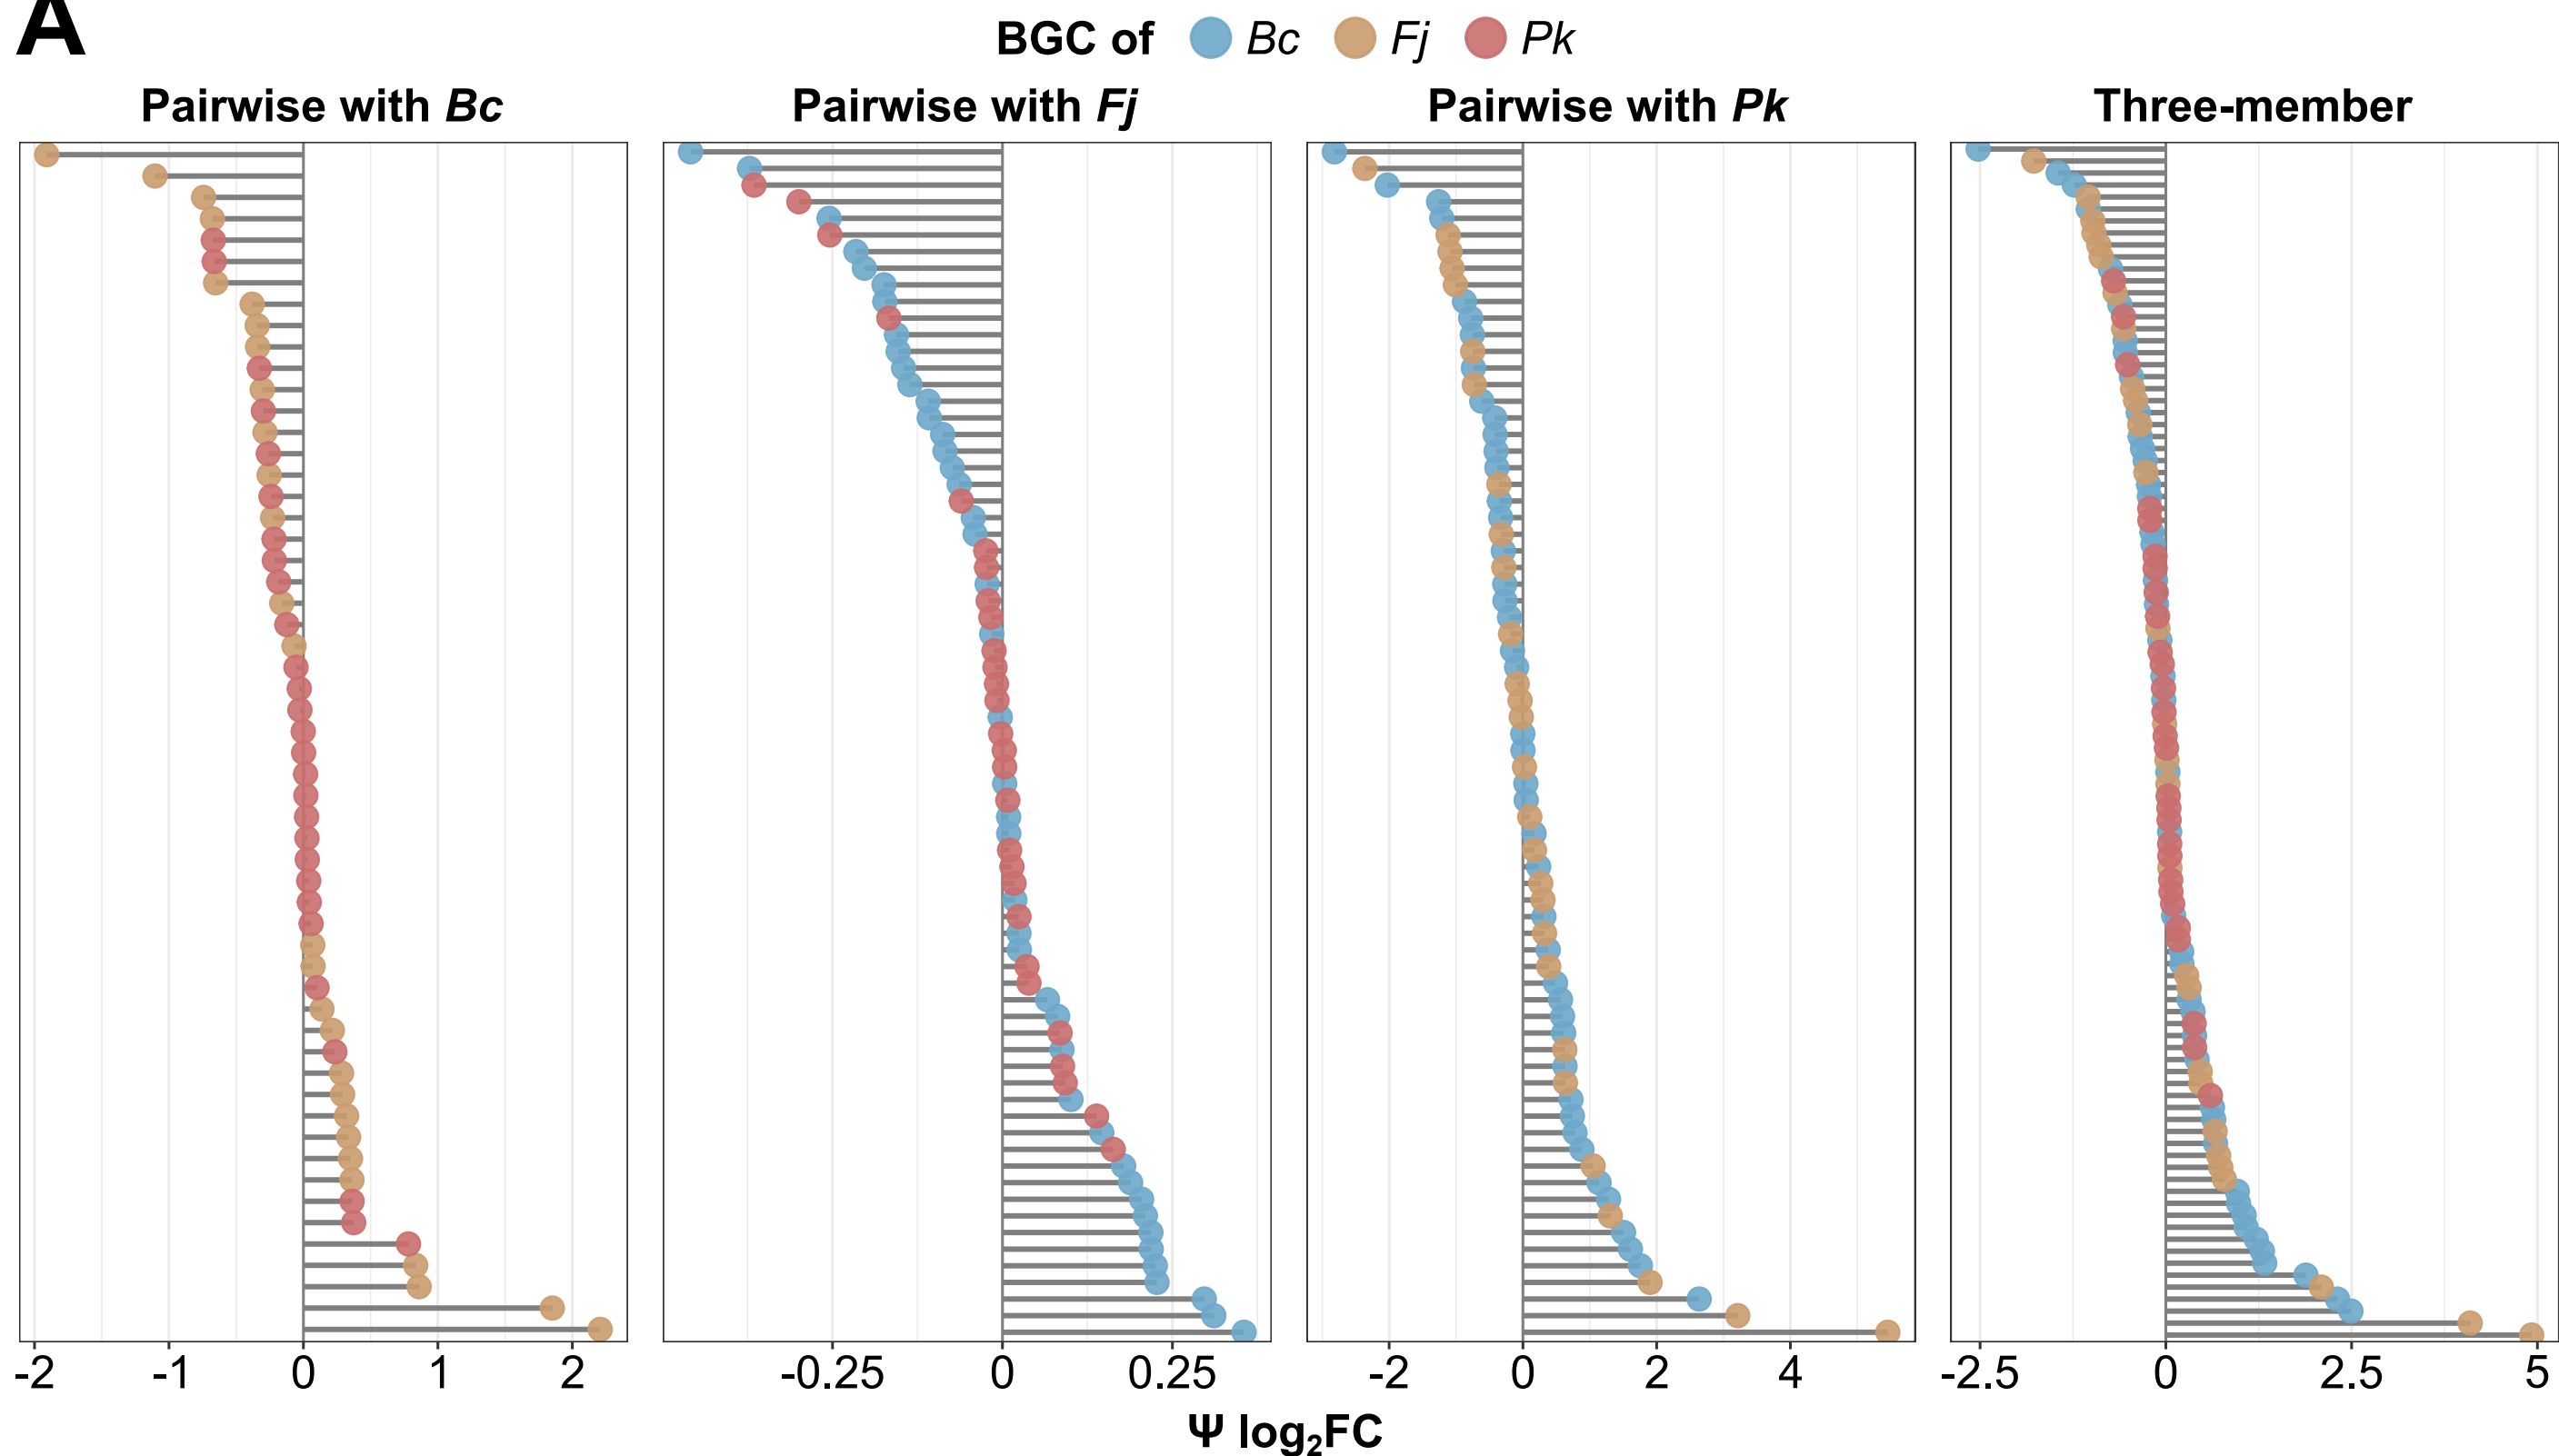 A
BGC of Bc Fj Pk
Pairwise with Bc Pairwise with Fj Pairwise with Pk Three-member
-2 -1 0 1 2 -0.25 0 0.25 -2 0 2 4 -2.5 0 2.5 5
Ψ log₂FC